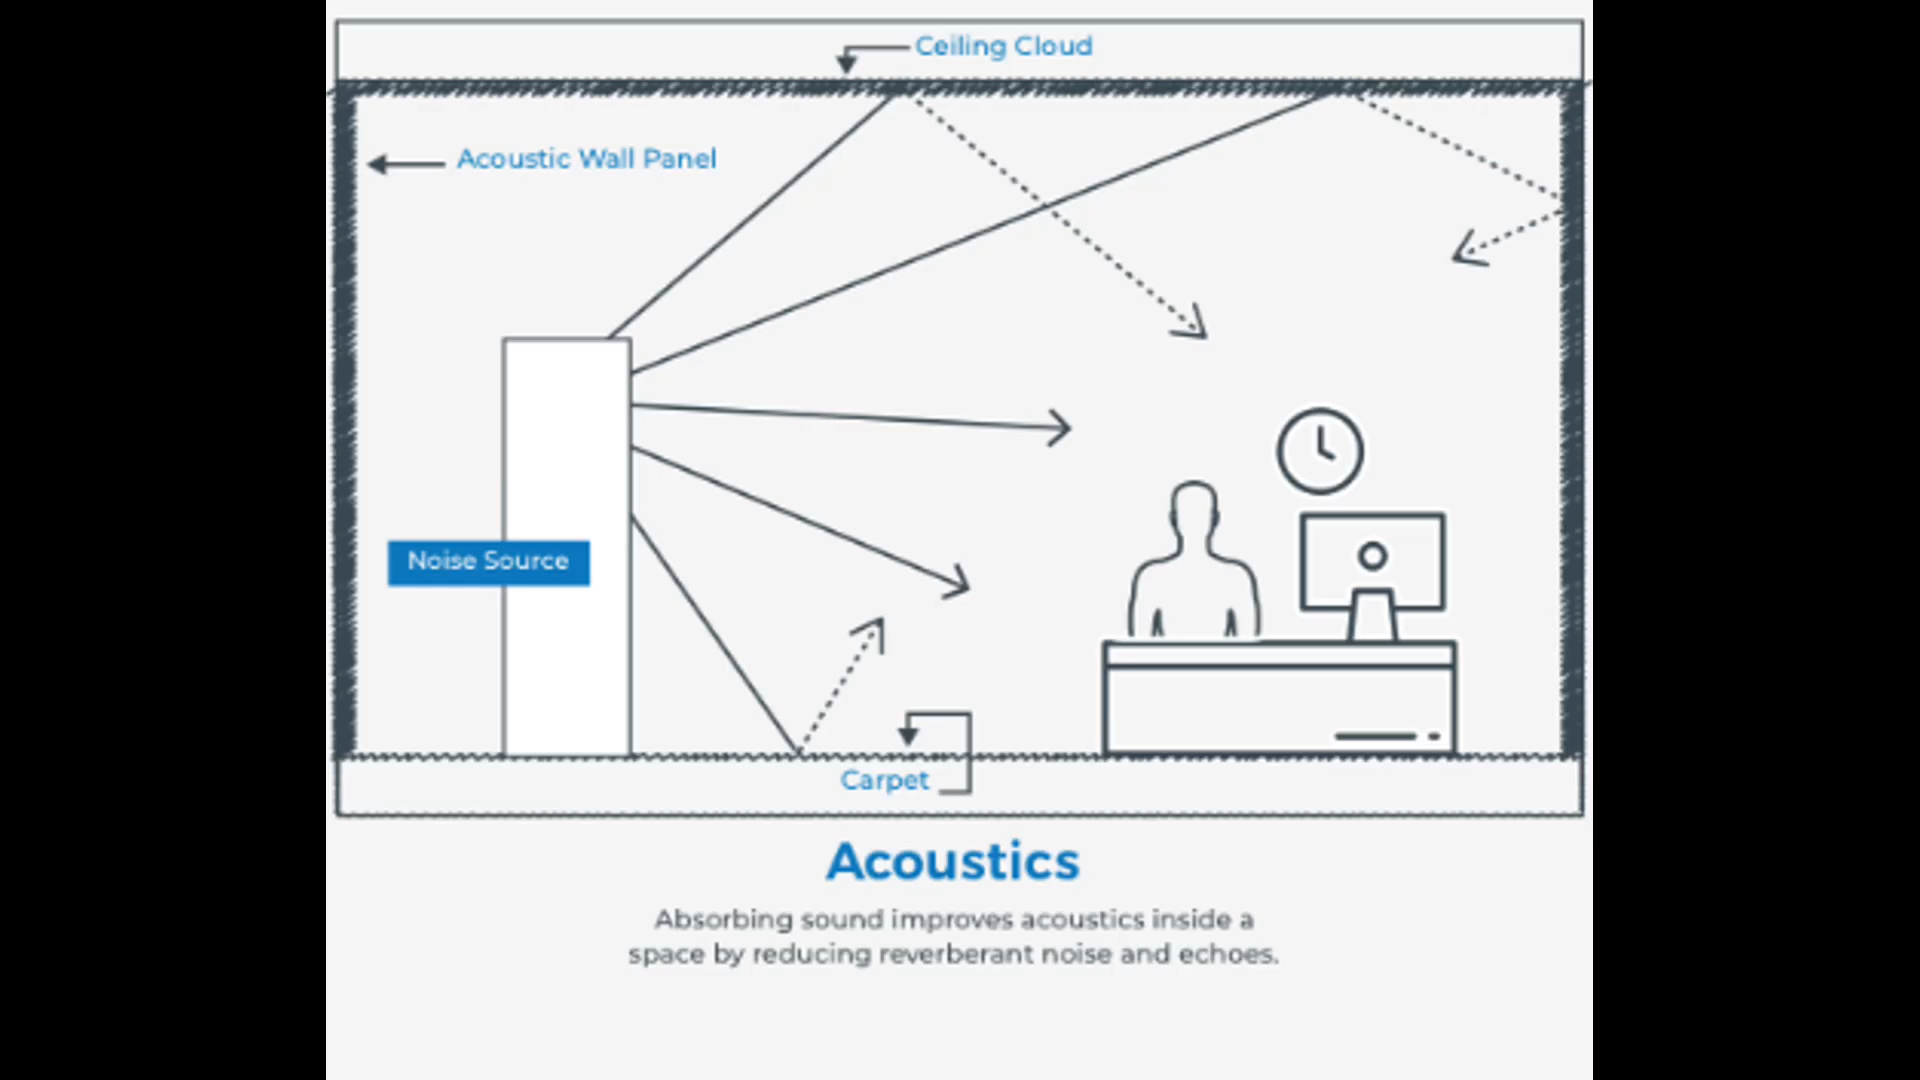 Ceiling Cloud
Acoustic Wall Panel
Noise Source
Carpet
Acoustics
Absorbing sound improves acoustics inside a
space by reducing reverberant noise and echoes.